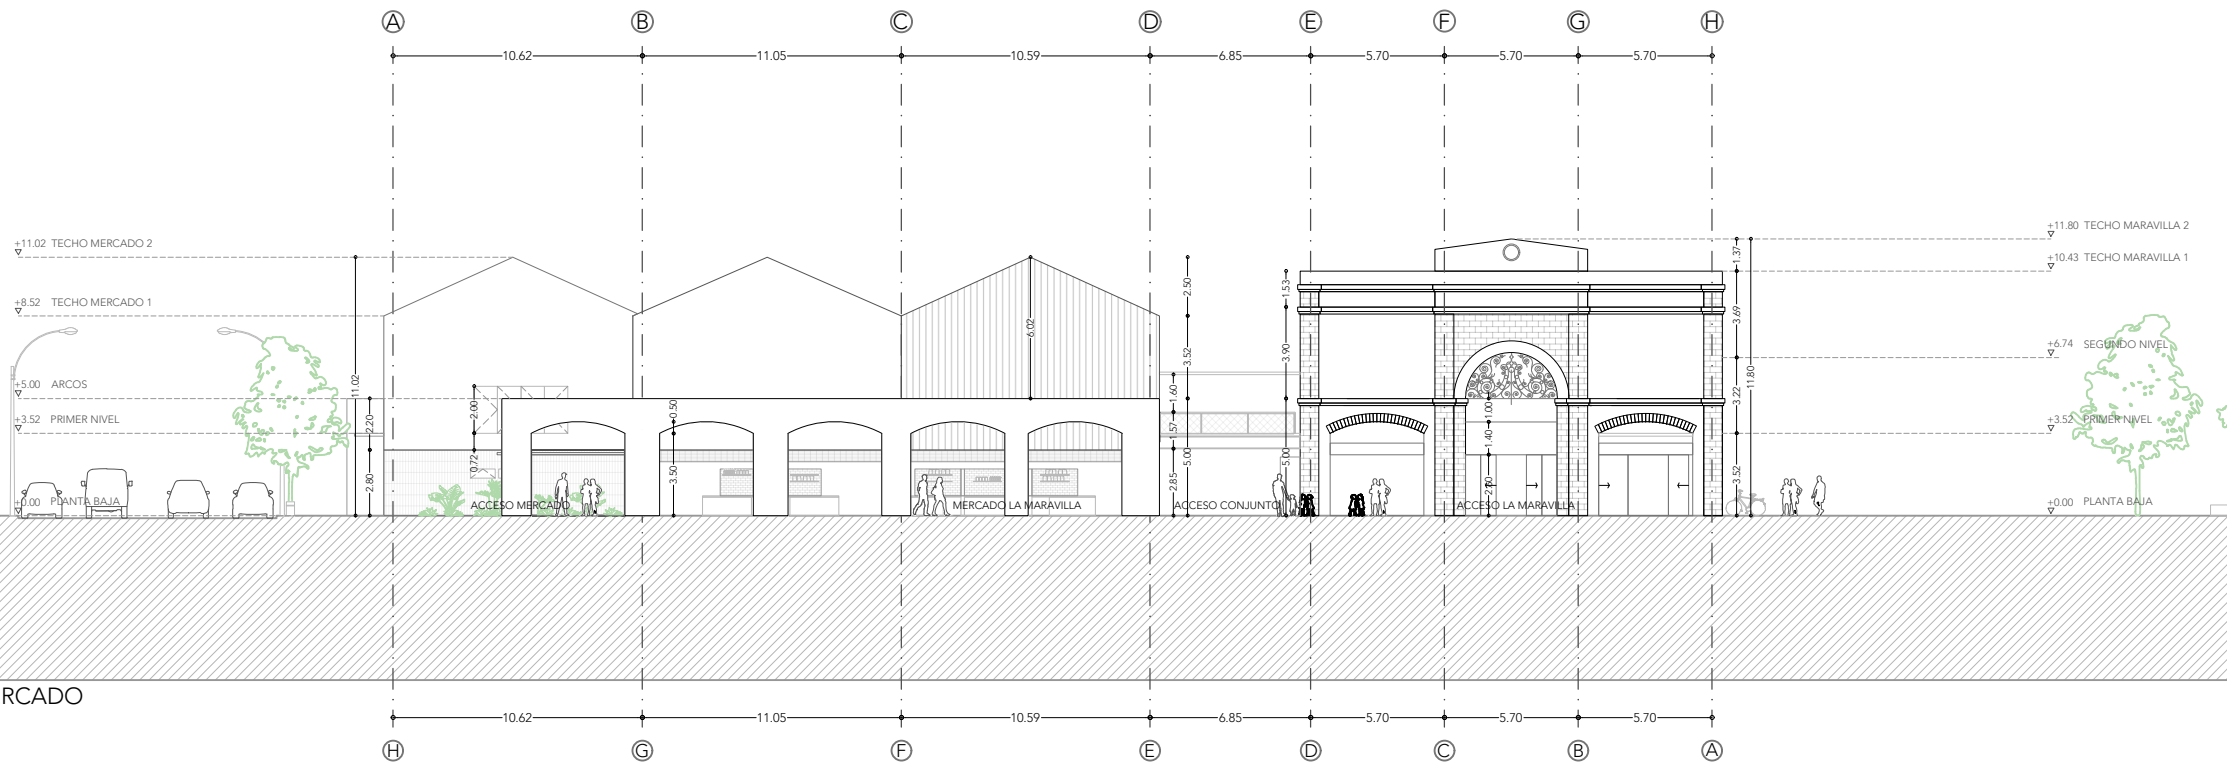 A B C D E F G H
10.62 11.05 10.59 6.85 5.70 5.70 5.70
+11.02 TECHO MERCADO 2
+8.52 TECHO MERCADO 1
+5.00 ARCOS
+3.52 PRIMER NIVEL
+0.00 PLANTA BAJA
11.02
2.20
2.80
2.00
0.72
0.50
3.50
6.02
2.50
3.52
1.60
1.57
5.00
2.85
1.53
3.90
5.00
1.00
1.40
1.37
3.69
3.22
3.52
11.80
+11.80 TECHO MARAVILLA 2
+10.43 TECHO MARAVILLA 1
+6.74 SEGUNDO NIVEL
+3.52 PRIMER NIVEL
+0.00 PLANTA BAJA
ACCESO MERCADO
MERCADO LA MARAVILLA
ACCESO CONJUNTO
ACCESO LA MARAVILLA
RCADO
10.62 11.05 10.59 6.85 5.70 5.70 5.70
H G F E D C B A